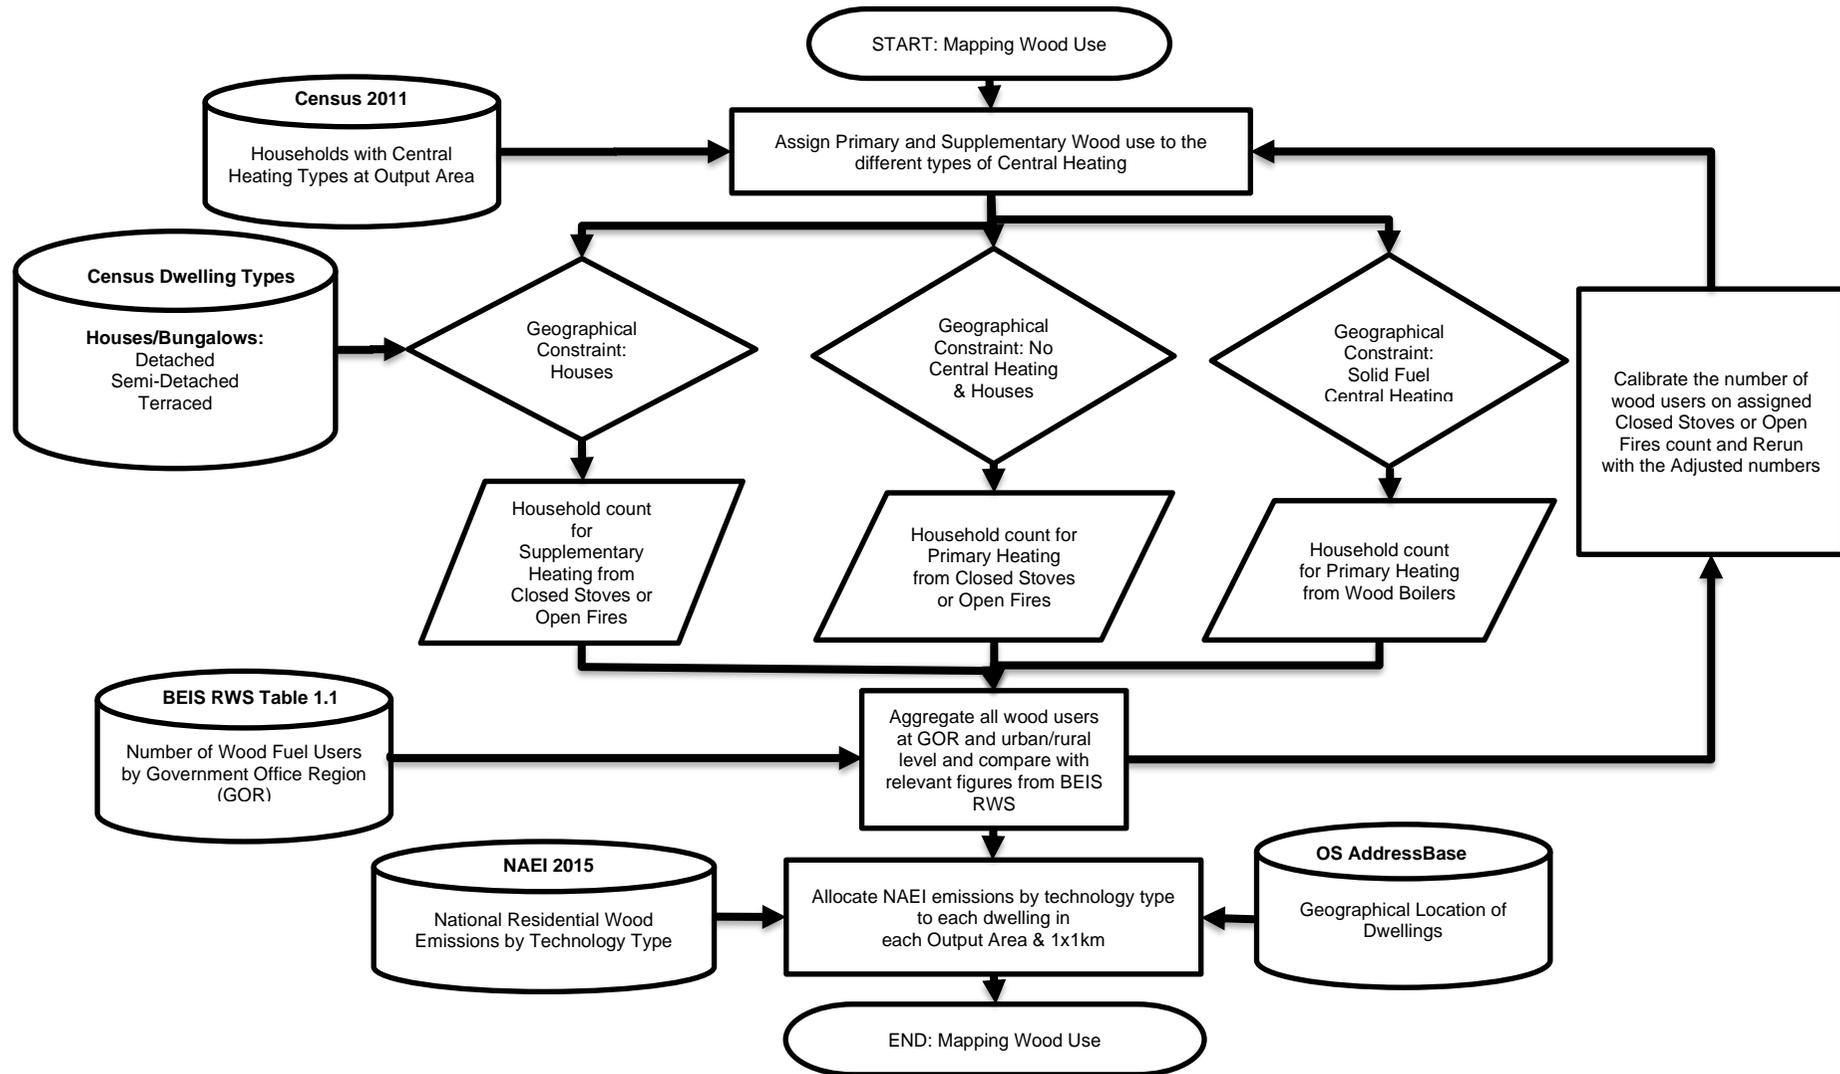 START: Mapping Wood Use
Census 2011
Households with Central
Heating Types at Output Area
Assign Primary and Supplementary Wood use to the
different types of Central Heating
Census Dwelling Types
Houses/Bungalows:
Detached
Semi-Detached
Terraced
Geographical
Constraint:
Houses
Geographical
Constraint: No
Central Heating
& Houses
Geographical
Constraint:
Solid Fuel
Central Heating
Calibrate the number of
wood users on assigned
Closed Stoves or Open
Fires count and Rerun
with the Adjusted numbers
Household count
for
Supplementary
Heating from
Closed Stoves or
Open Fires
Household count for
Primary Heating
from Closed Stoves
or Open Fires
Household count
for Primary Heating
from Wood Boilers
BEIS RWS Table 1.1
Number of Wood Fuel Users
by Government Office Region
(GOR)
Aggregate all wood users
at GOR and urban/rural
level and compare with
relevant figures from BEIS
RWS
NAEI 2015
National Residential Wood
Emissions by Technology Type
Allocate NAEI emissions by technology type
to each dwelling in
each Output Area & 1x1km
OS AddressBase
Geographical Location of
Dwellings
END: Mapping Wood Use